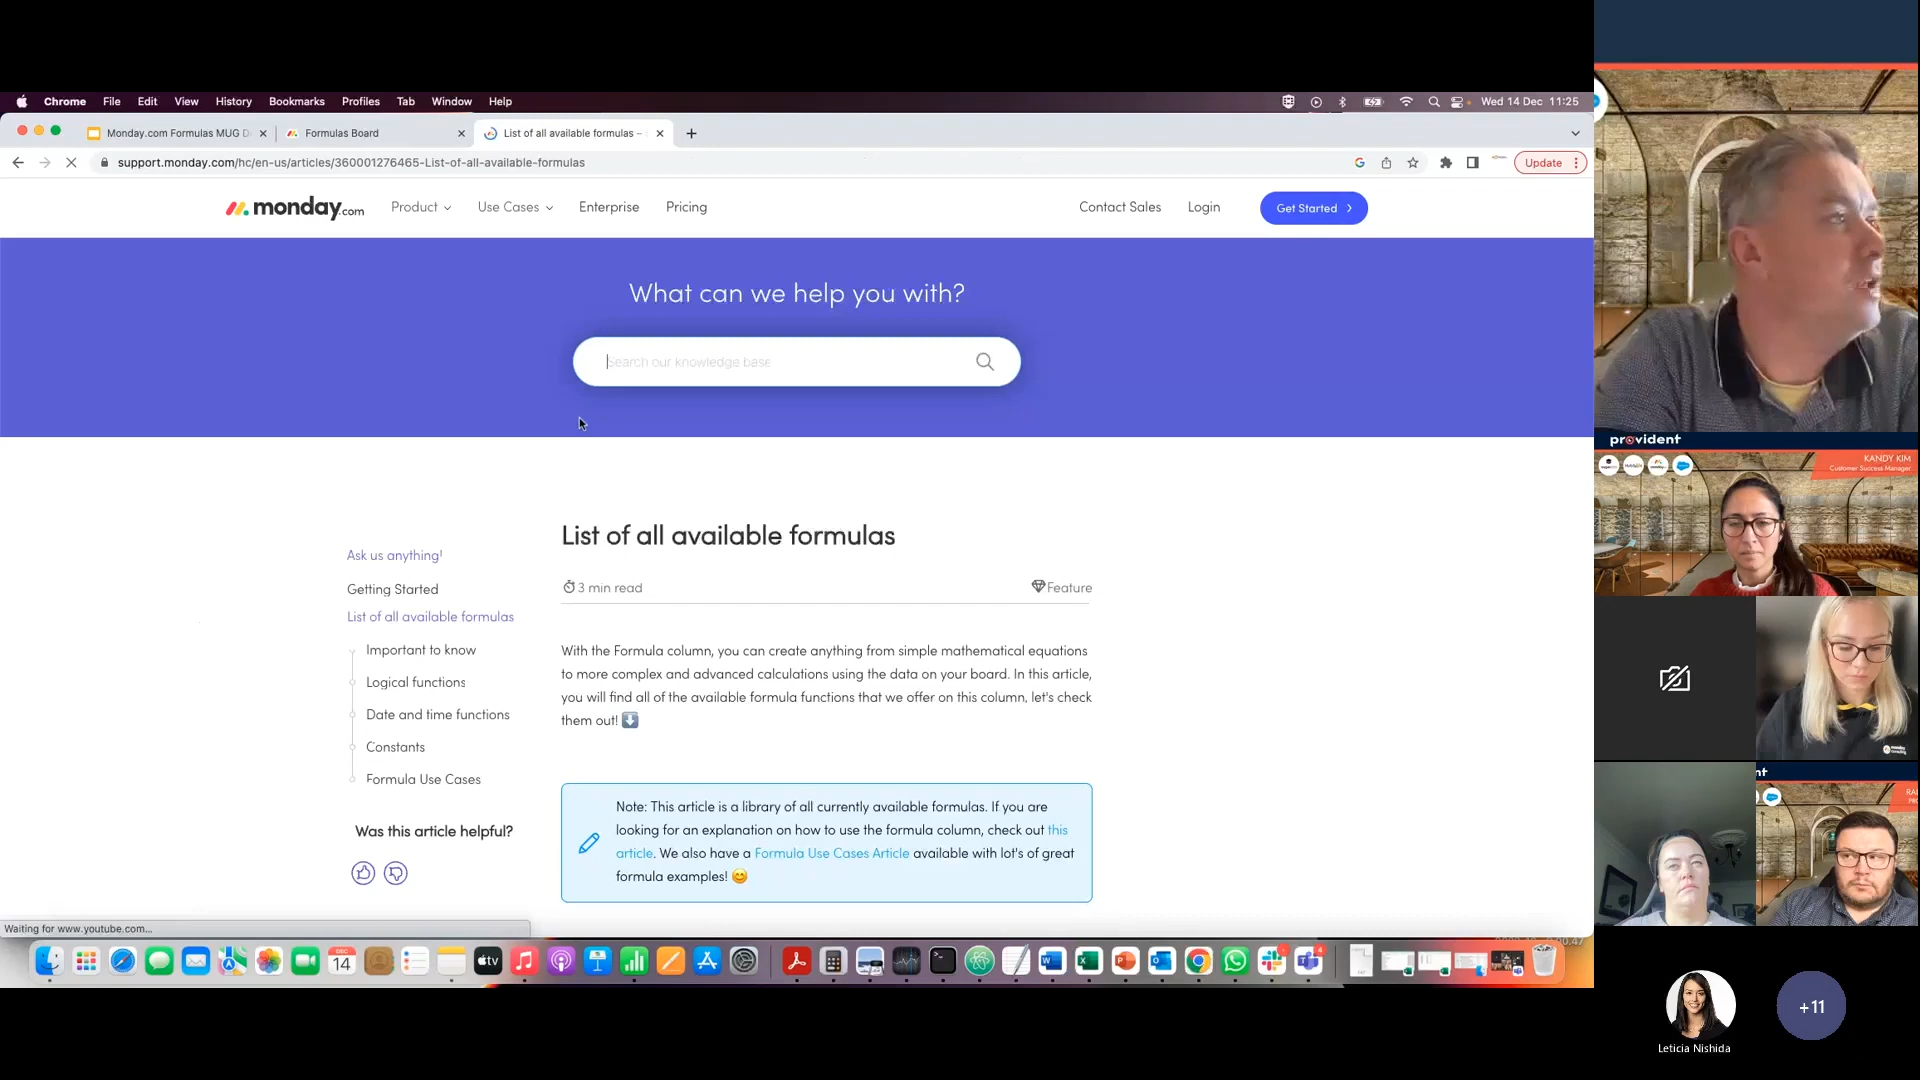 Chrome File Edit View History Bookmarks Profiles Tab Window Help
Wed 14 Dec 11:25
Monday.com Formulas MUG D
Formulas Board
List of all available formulas –
support.monday.com/hc/en-us/articles/360001276465-List-of-all-available-formulas
Update
monday.com
Product
Use Cases
Enterprise
Pricing
Contact Sales
Login
Get Started
What can we help you with?
Search our knowledge base
Ask us anything!
Getting Started
List of all available formulas
Important to know
Logical functions
Date and time functions
Constants
Formula Use Cases
Was this article helpful?
List of all available formulas
3 min read
Feature
With the Formula column, you can create anything from simple mathematical equations
to more complex and advanced calculations using the data on your board. In this article,
you will find all of the available formula functions that we offer on this column, let's check
them out!
Note: This article is a library of all currently available formulas. If you are
looking for an explanation on how to use the formula column, check out this
article. We also have a Formula Use Cases Article available with lot's of great
formula examples!
Waiting for www.youtube.com...
DEC
14
tv
provident
KANDY KIM
Customer Success Manager
Leticia Nishida
+11